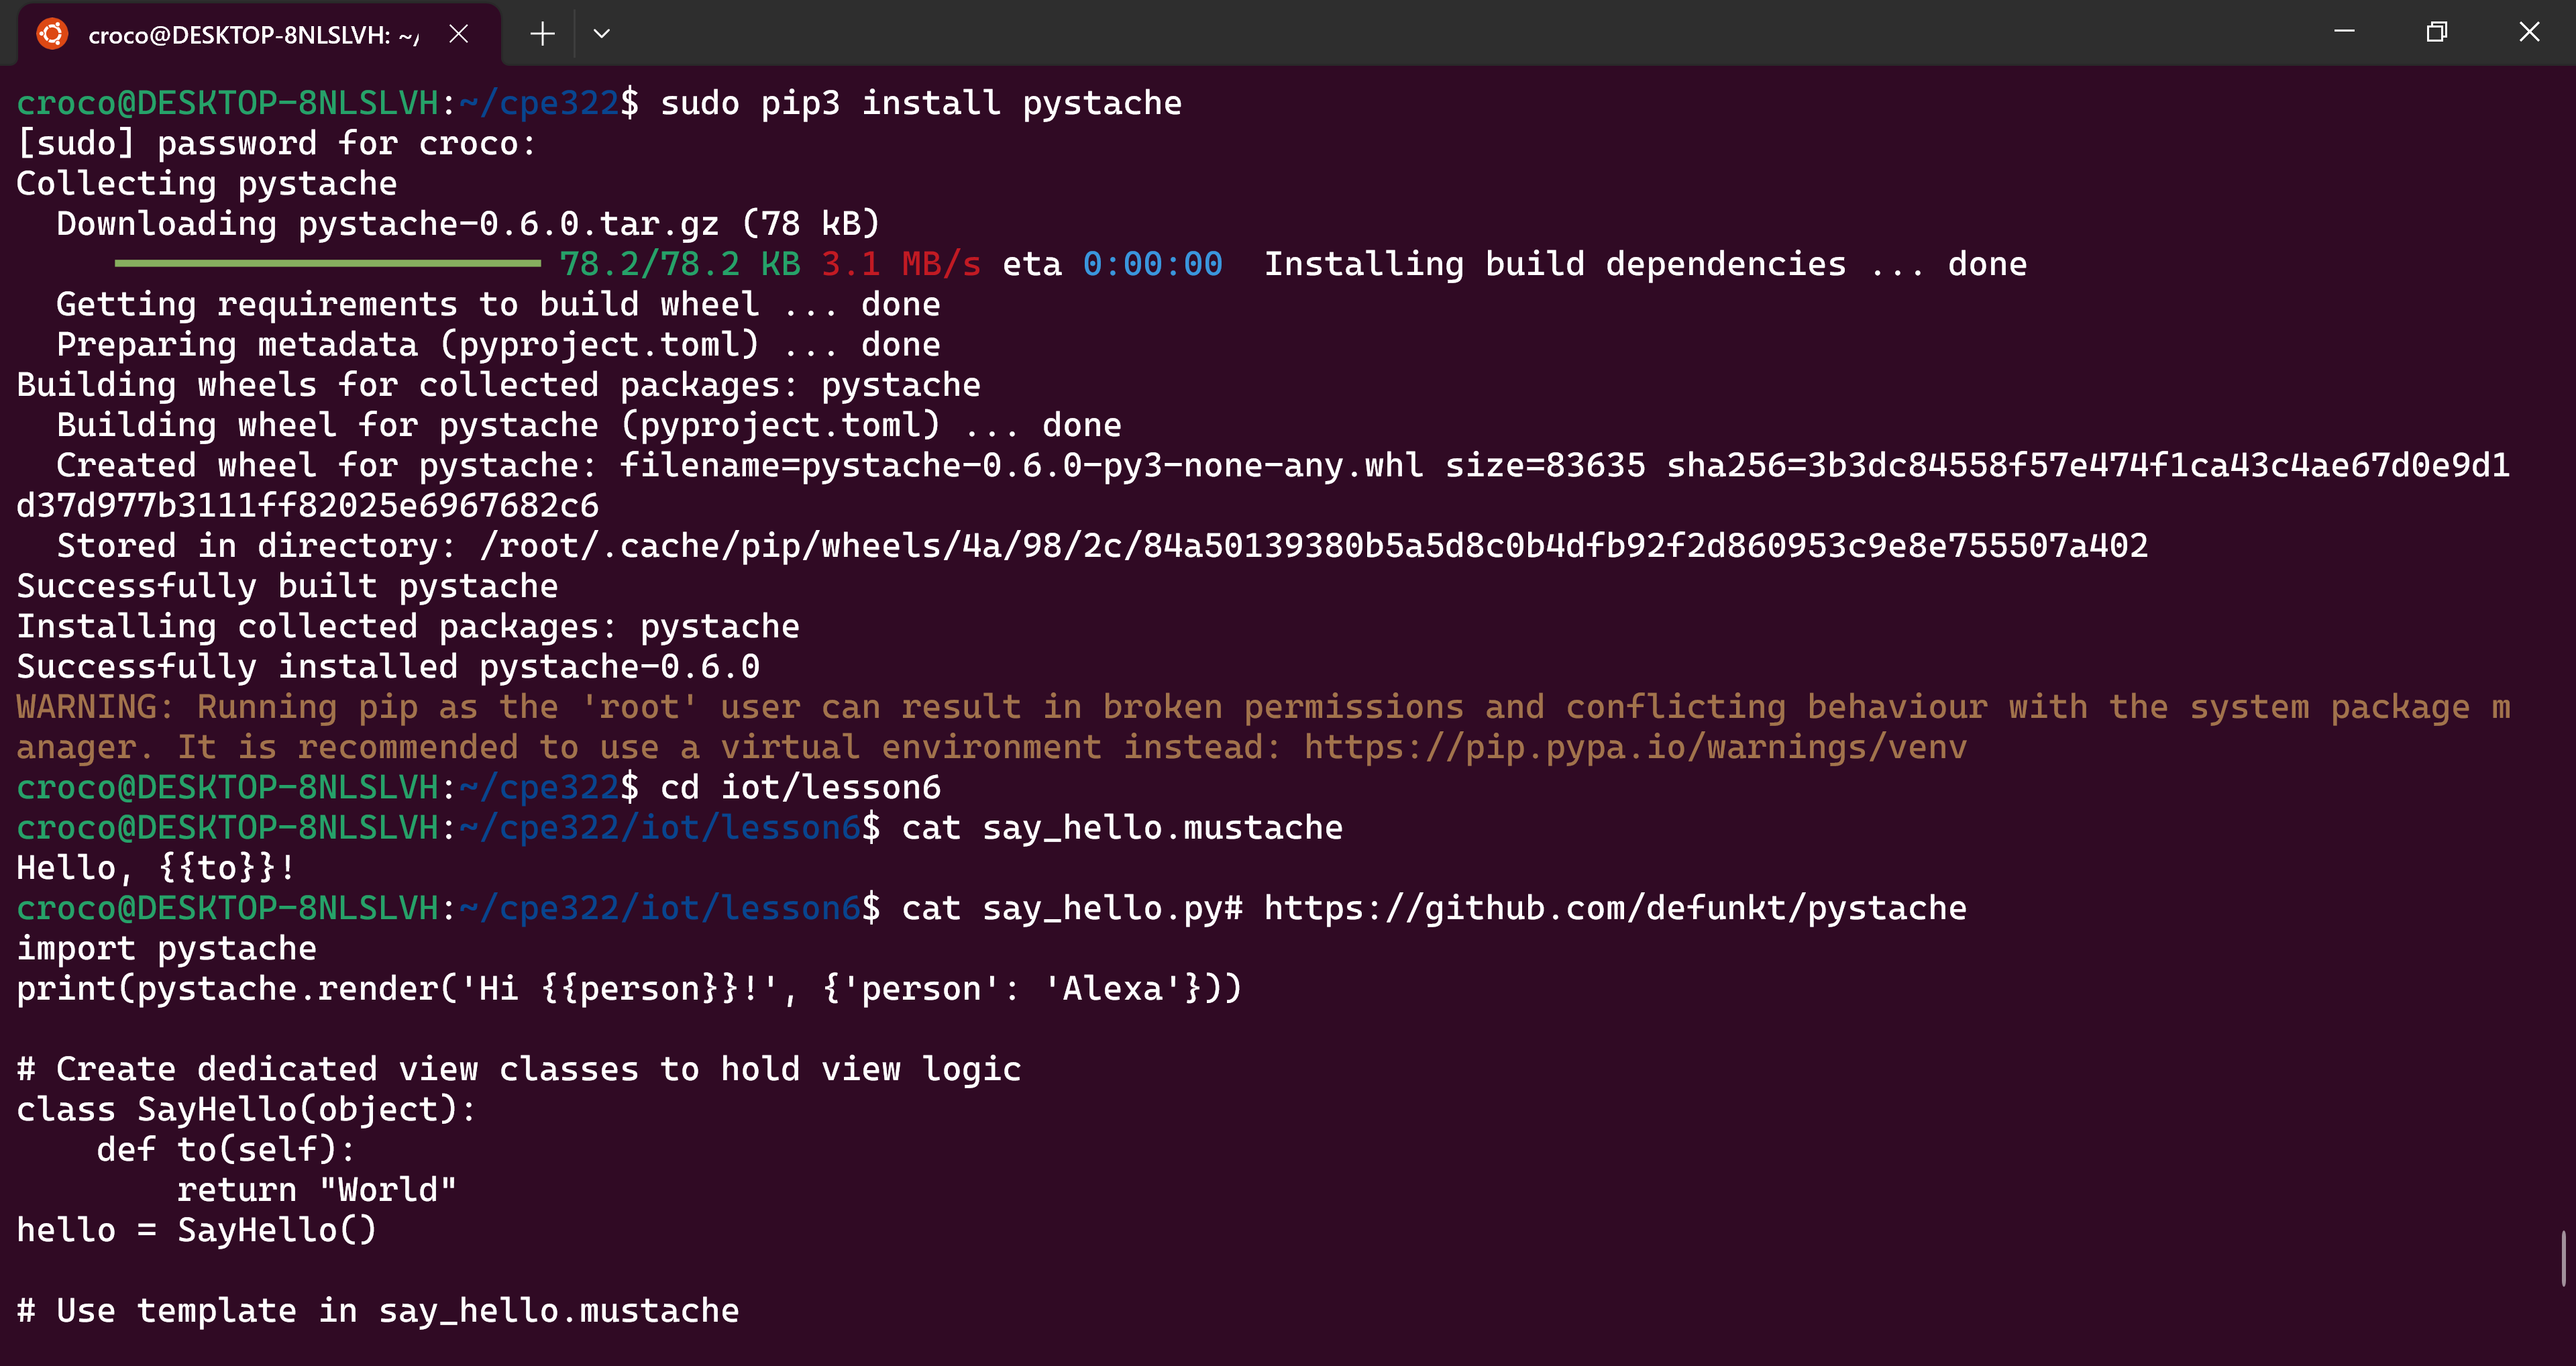 croco@DESKTOP-8NLSLVH: ~/
croco@DESKTOP-8NLSLVH:~/cpe322$ sudo pip3 install pystache
[sudo] password for croco:
Collecting pystache
  Downloading pystache-0.6.0.tar.gz (78 kB)
     ━━━━━━━━━━━━━━━━━━━━━ 78.2/78.2 KB 3.1 MB/s eta 0:00:00  Installing build dependencies ... done
  Getting requirements to build wheel ... done
  Preparing metadata (pyproject.toml) ... done
Building wheels for collected packages: pystache
  Building wheel for pystache (pyproject.toml) ... done
  Created wheel for pystache: filename=pystache-0.6.0-py3-none-any.whl size=83635 sha256=3b3dc84558f57e474f1ca43c4ae67d0e9d1
d37d977b3111ff82025e6967682c6
  Stored in directory: /root/.cache/pip/wheels/4a/98/2c/84a50139380b5a5d8c0b4dfb92f2d860953c9e8e755507a402
Successfully built pystache
Installing collected packages: pystache
Successfully installed pystache-0.6.0
WARNING: Running pip as the 'root' user can result in broken permissions and conflicting behaviour with the system package m
anager. It is recommended to use a virtual environment instead: https://pip.pypa.io/warnings/venv
croco@DESKTOP-8NLSLVH:~/cpe322$ cd iot/lesson6
croco@DESKTOP-8NLSLVH:~/cpe322/iot/lesson6$ cat say_hello.mustache
Hello, {{to}}!
croco@DESKTOP-8NLSLVH:~/cpe322/iot/lesson6$ cat say_hello.py# https://github.com/defunkt/pystache
import pystache
print(pystache.render('Hi {{person}}!', {'person': 'Alexa'}))

# Create dedicated view classes to hold view logic
class SayHello(object):
    def to(self):
        return "World"
hello = SayHello()

# Use template in say_hello.mustache